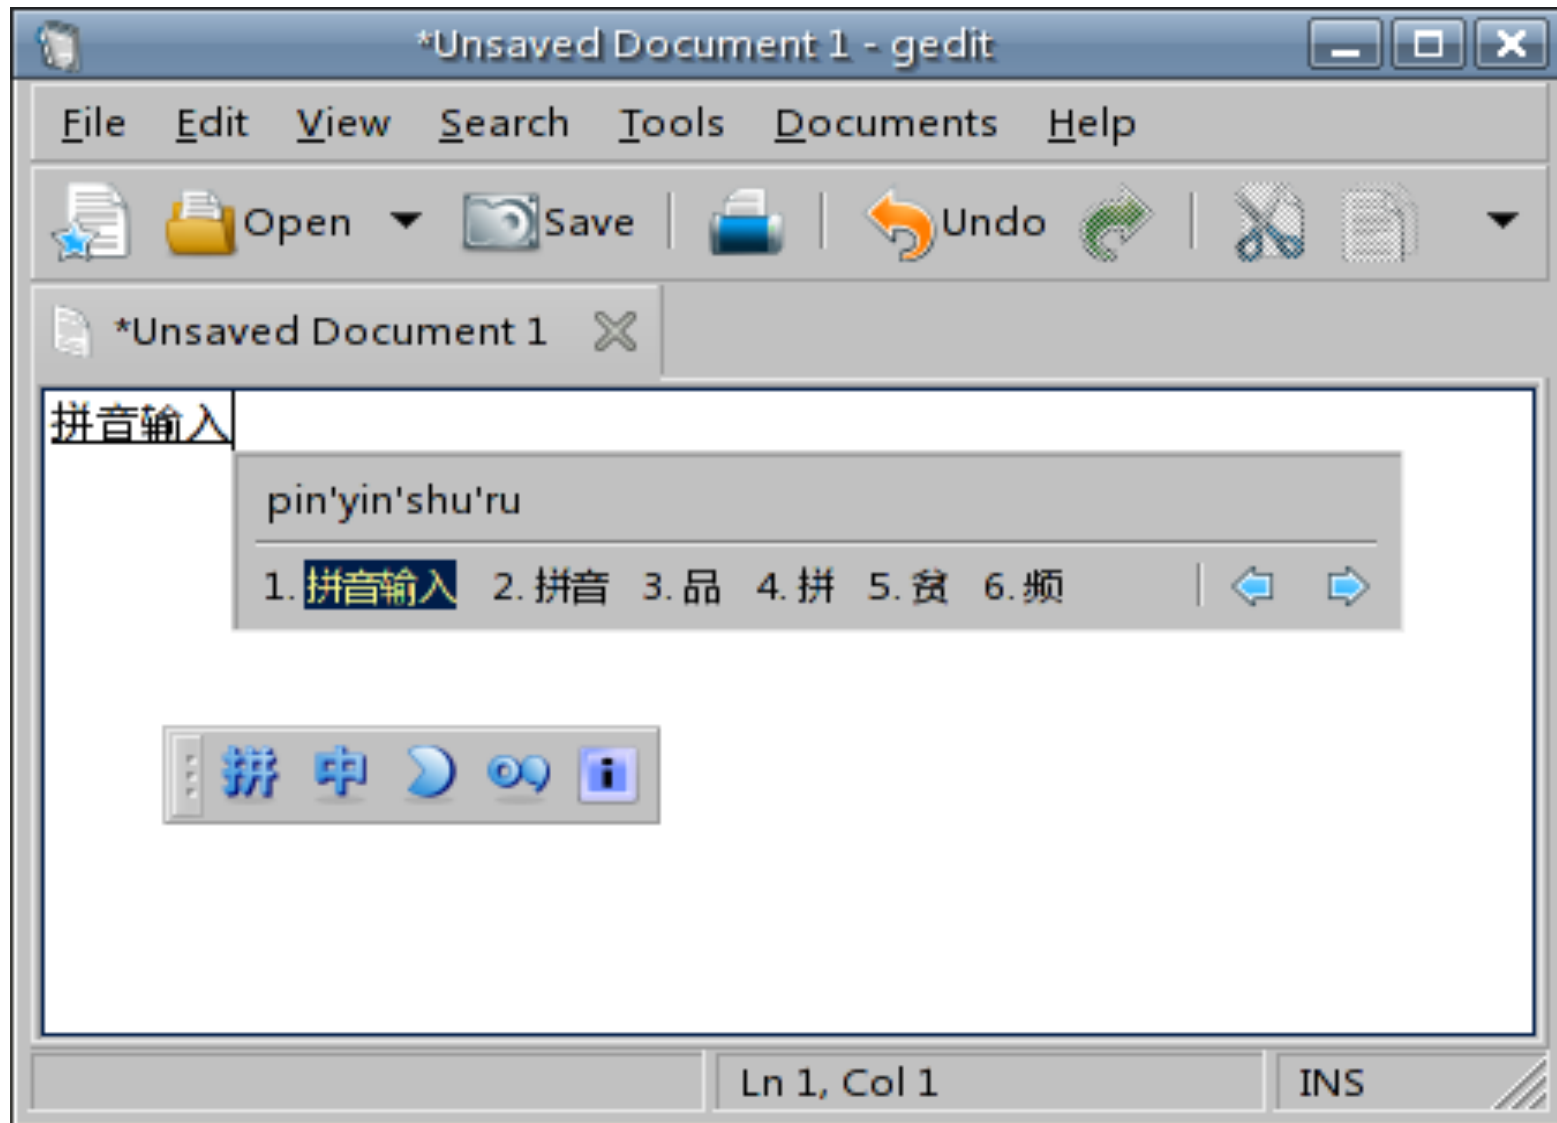 *Unsaved Document 1 - gedit
File Edit View Search Tools Documents Help
Open Save Undo
*Unsaved Document 1
拼音输入
pin'yin'shu'ru
1. 拼音输入 2. 拼音 3. 品 4. 拼 5. 贫 6. 频
拼 中 i
Ln 1, Col 1 INS